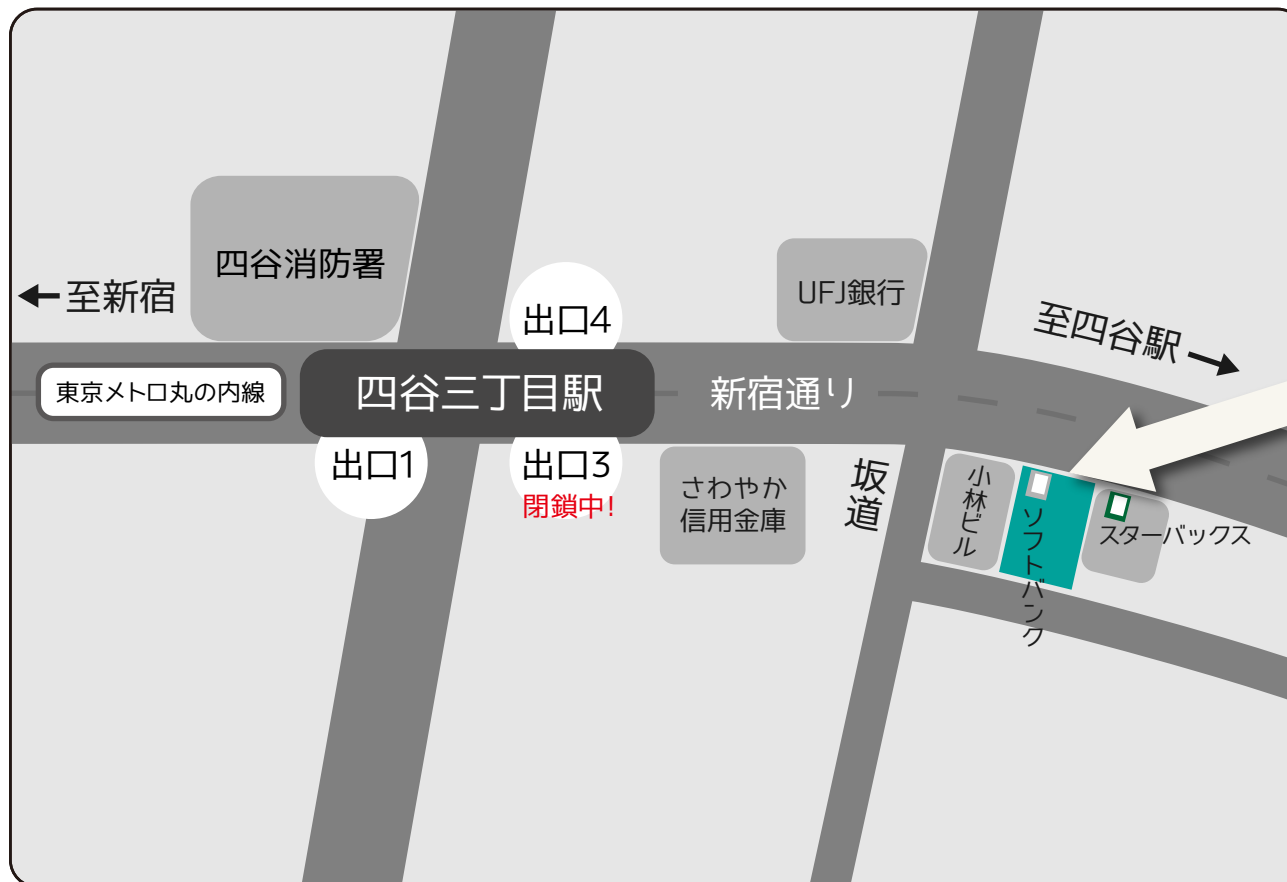 四谷消防署
←至新宿
出口4
UFJ銀行
至四谷駅→
東京メトロ丸の内線
四谷三丁目駅
新宿通り
出口1
出口3
閉鎖中!
さわやか
信用金庫
坂道
小林ビル
ソフトバンク
スターバックス